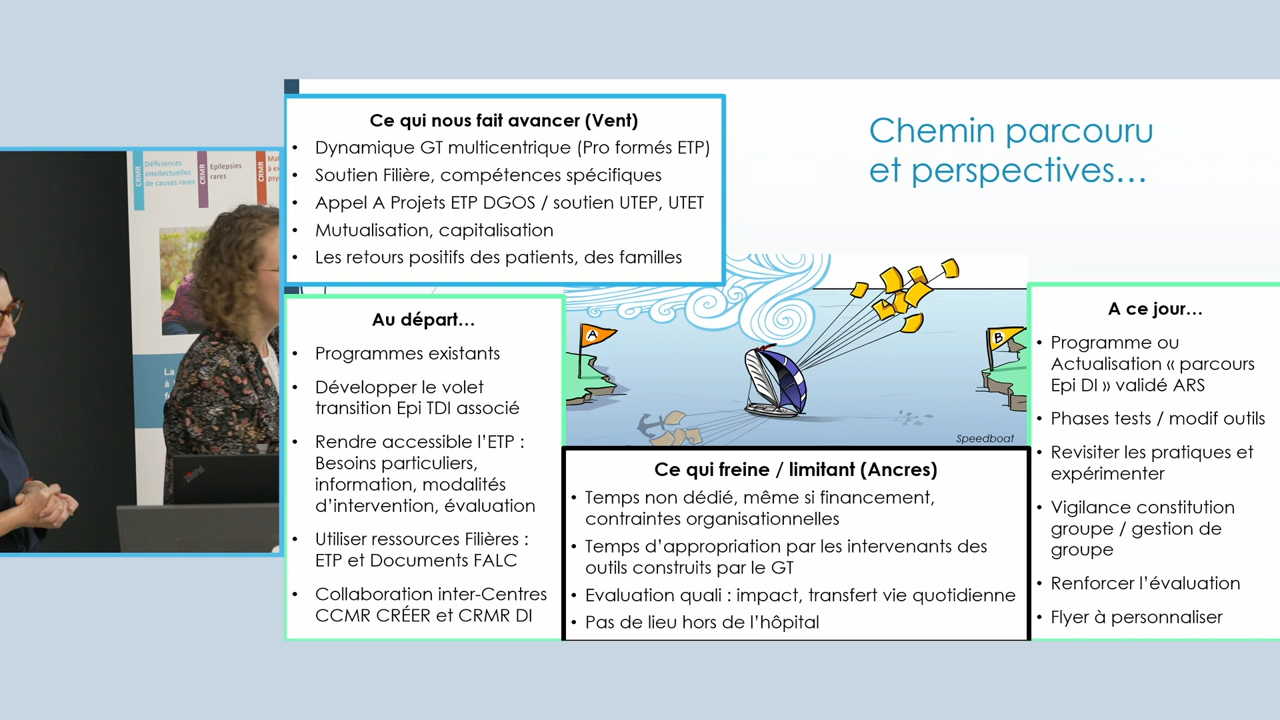 Chemin parcouru
et perspectives…
Ce qui nous fait avancer (Vent)
• Dynamique GT multicentrique (Pro formés ETP)
• Soutien Filière, compétences spécifiques
• Appel A Projets ETP DGOS / soutien UTEP, UTET
• Mutualisation, capitalisation
• Les retours positifs des patients, des familles
Au départ…
• Programmes existants
• Développer le volet
transition Epi TDI associé
• Rendre accessible l'ETP :
Besoins particuliers,
information, modalités
d'intervention, évaluation
• Utiliser ressources Filières :
ETP et Documents FALC
• Collaboration inter-Centres
CCMR CRÉER et CRMR DI
A
B
Speedboat
Ce qui freine / limitant (Ancres)
• Temps non dédié, même si financement,
contraintes organisationnelles
• Temps d'appropriation par les intervenants des
outils construits par le GT
• Evaluation quali : impact, transfert vie quotidienne
• Pas de lieu hors de l'hôpital
A ce jour…
• Programme ou
Actualisation « parcours
Epi DI » validé ARS
• Phases tests / modif outils
• Revisiter les pratiques et
expérimenter
• Vigilance constitution
groupe / gestion de
groupe
• Renforcer l'évaluation
• Flyer à personnaliser
CRMR
Déficiences
intellectuelles
de causes rares
CRMR
Epilepsies
rares
CRMR
La